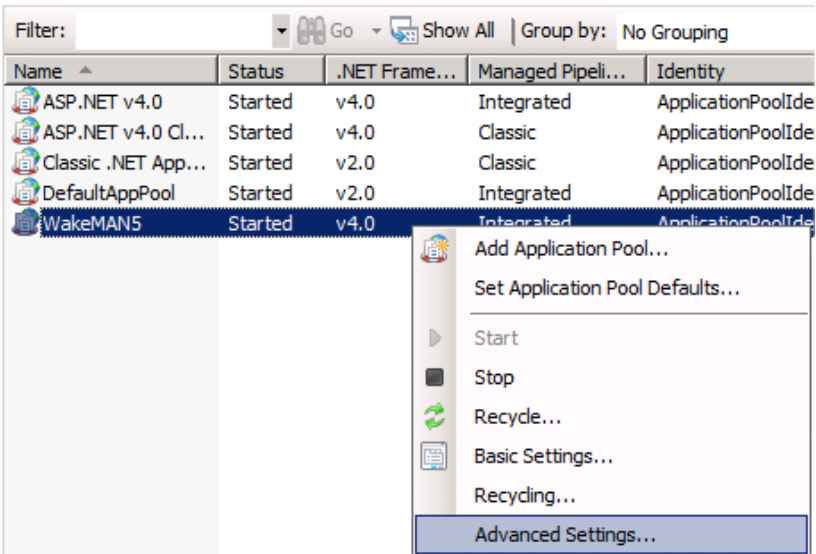 Filter: Go Show All Group by: No Grouping
Name Status .NET Frame... Managed Pipeli... Identity
ASP.NET v4.0 Started v4.0 Integrated ApplicationPoolIde
ASP.NET v4.0 Cl... Started v4.0 Classic ApplicationPoolIde
Classic .NET App... Started v2.0 Classic ApplicationPoolIde
DefaultAppPool Started v2.0 Integrated ApplicationPoolIde
WakeMAN5 Started v4.0 Integrated ApplicationPoolIde
Add Application Pool...
Set Application Pool Defaults...
Start
Stop
Recycle...
Basic Settings...
Recycling...
Advanced Settings...